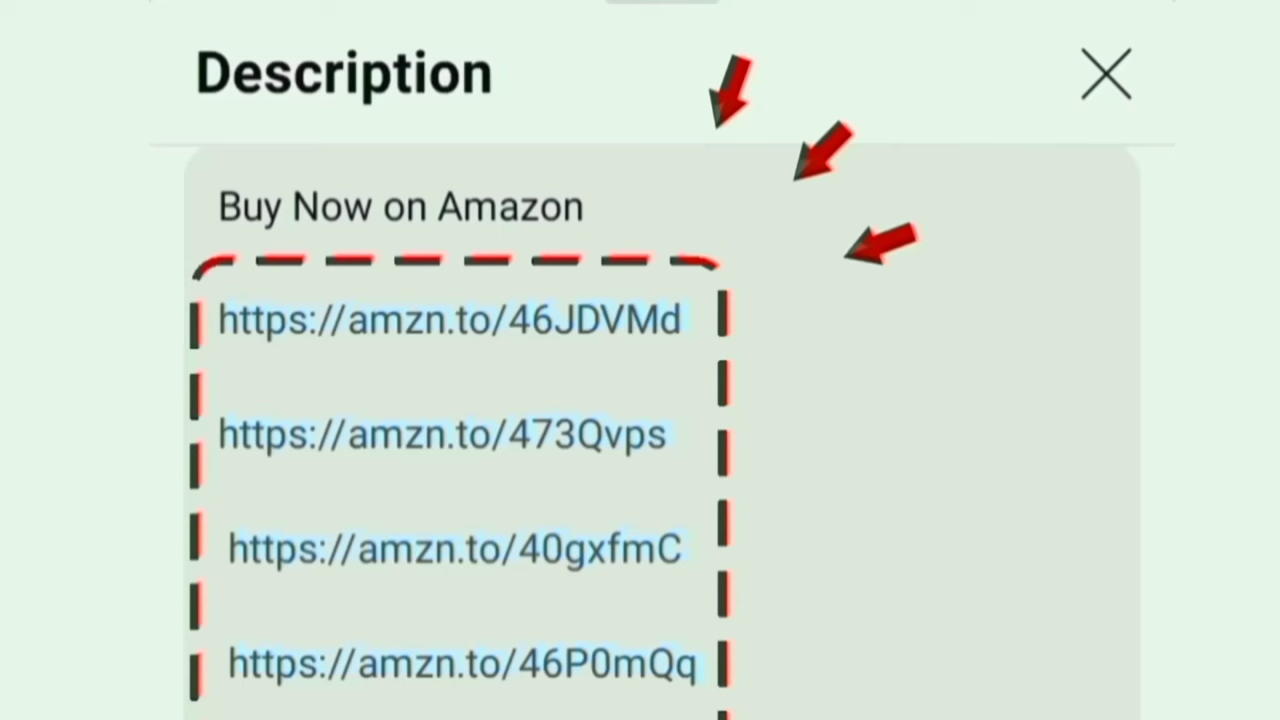 Description
Buy Now on Amazon
https://amzn.to/46JDVMd
https://amzn.to/473Qvps
https://amzn.to/40gxfmC
https://amzn.to/46P0mQq